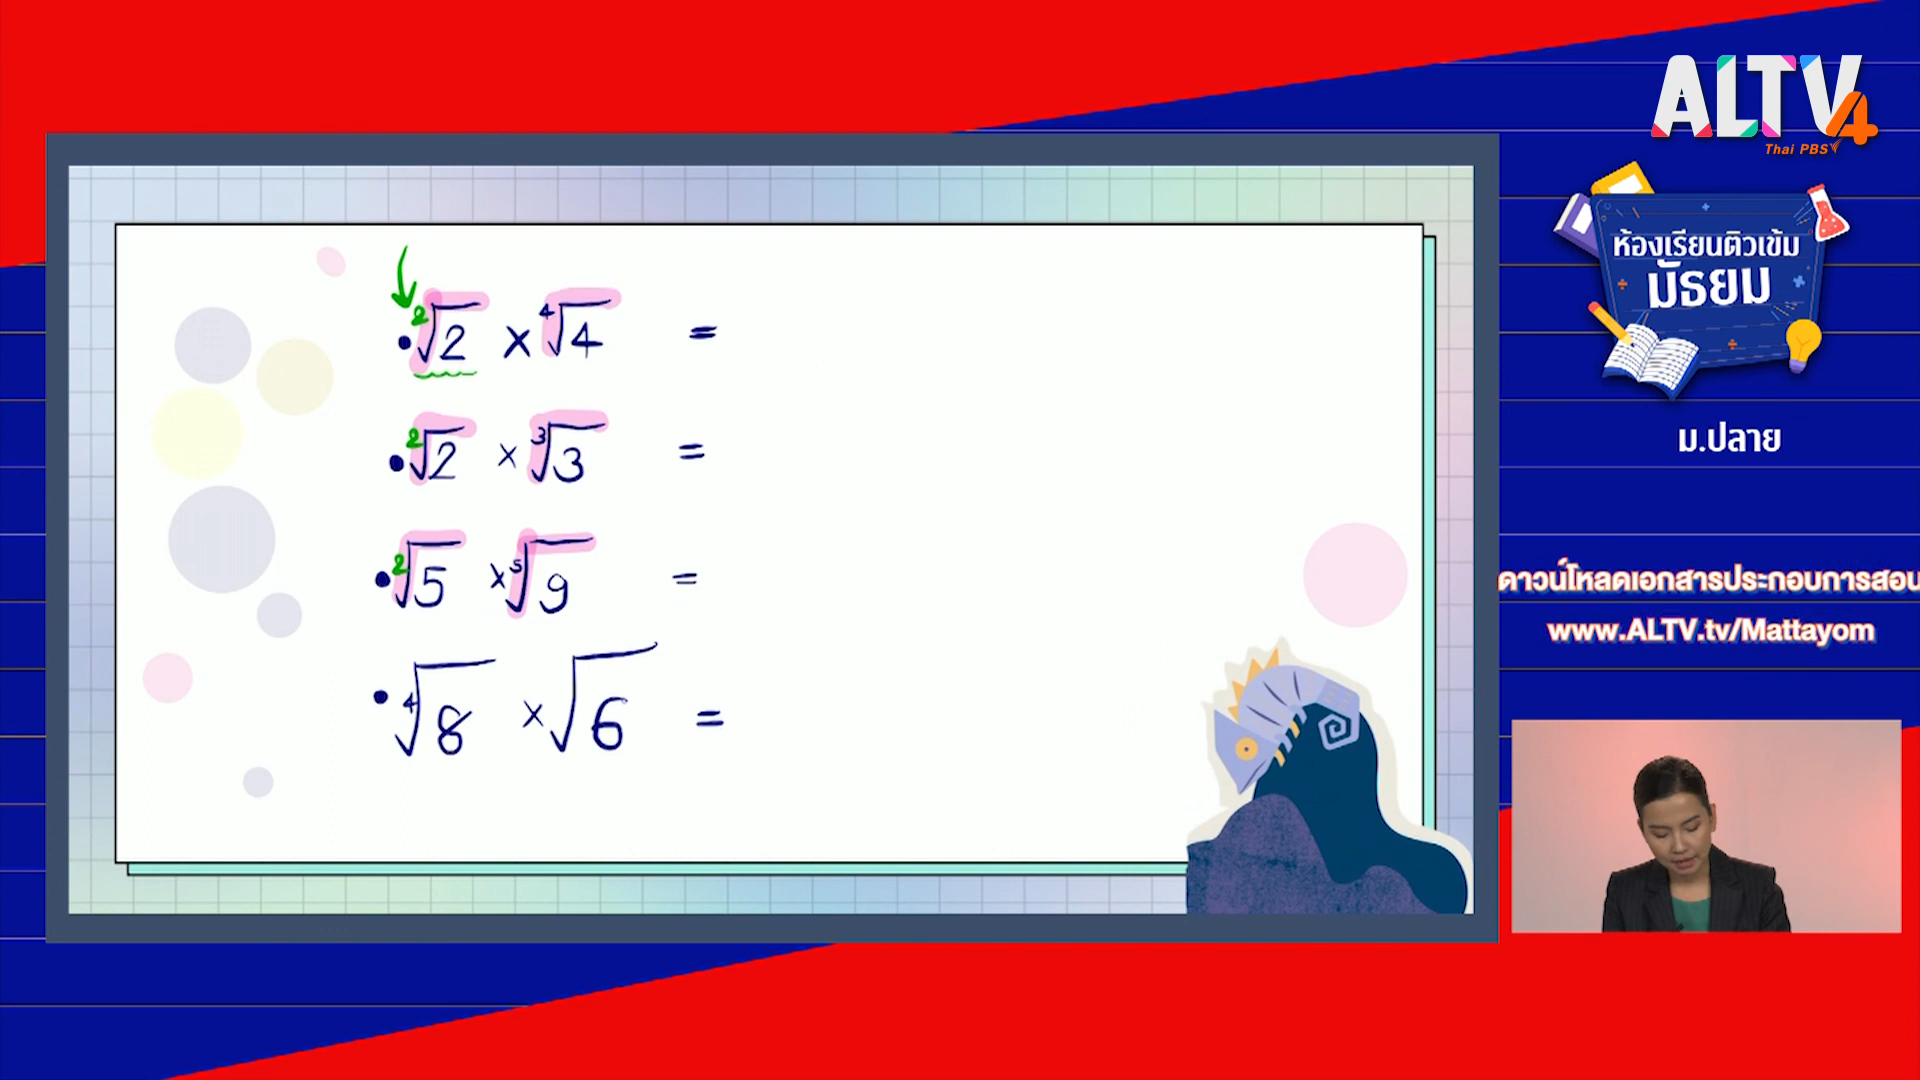 ALTV4
Thai PBS
ห้องเรียนติวเข้ม
มัธยม
ม.ปลาย
ดาวน์โหลดเอกสารประกอบการสอน
www.ALTV.tv/Mattayom
• ²√2 × ⁴√4 =
• ²√2 × ³√3 =
• ²√5 × ⁵√9 =
• ⁴√8 × √6 =